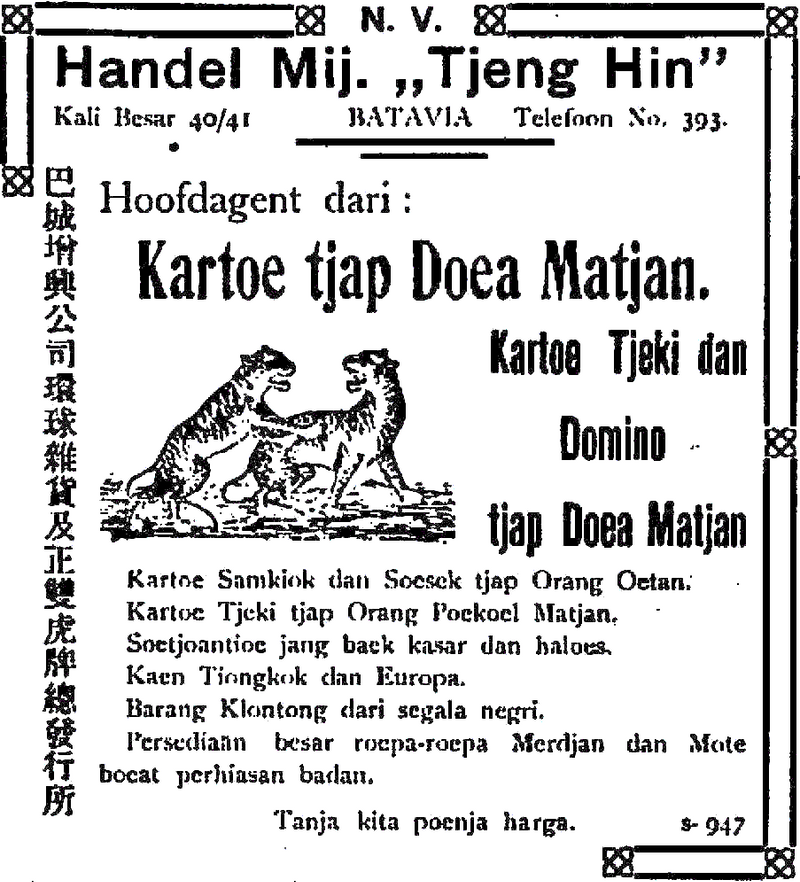 N. V.
Handel Mij. „Tjeng Hin”
Kali Besar 40/41 BATAVIA Telefoon No. 393.
巴城增興公司環球雜貨及正雙虎牌總發行所
Hoofdagent dari :
Kartoe tjap Doea Matjan.
Kartoe Tjeki dan
Domino
tjap Doea Matjan
Kartoe Samkiok dan Soesek tjap Orang Oetan.
Kartoe Tjeki tjap Orang Poekoel Matjan.
Soetjoantioe jang baek kasar dan haloes.
Kaen Tiongkok dan Europa.
Barang Klontong dari segala negri.
Persediaän besar roepa-roepa Merdjan dan Mote
boeat perhiasan badan.
Tanja kita poenja harga.
s- 947